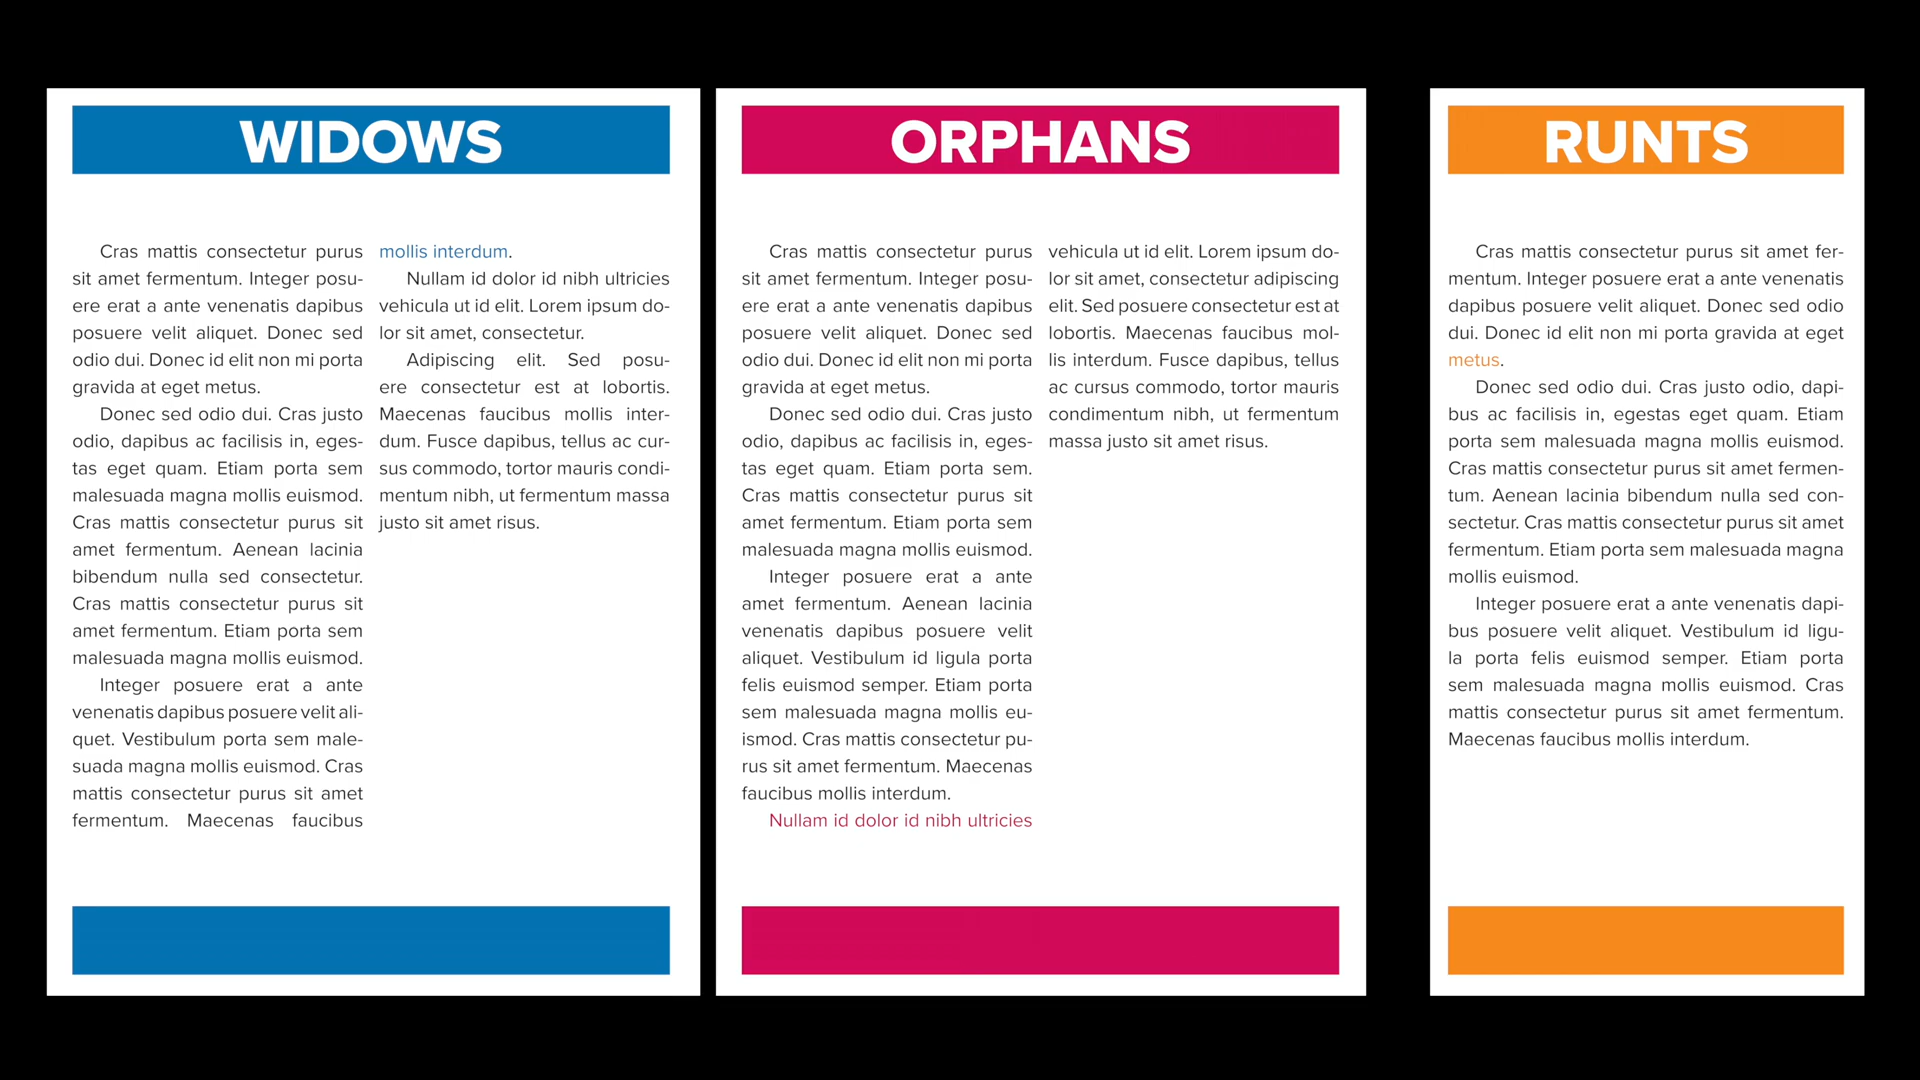 WIDOWS
Cras mattis consectetur purus
sit amet fermentum. Integer posu-
ere erat a ante venenatis dapibus
posuere velit aliquet. Donec sed
odio dui. Donec id elit non mi porta
gravida at eget metus.
Donec sed odio dui. Cras justo
odio, dapibus ac facilisis in, eges-
tas eget quam. Etiam porta sem
malesuada magna mollis euismod.
Cras mattis consectetur purus sit
amet fermentum. Aenean lacinia
bibendum nulla sed consectetur.
Cras mattis consectetur purus sit
amet fermentum. Etiam porta sem
malesuada magna mollis euismod.
Integer posuere erat a ante
venenatis dapibus posuere velit ali-
quet. Vestibulum porta sem male-
suada magna mollis euismod. Cras
mattis consectetur purus sit amet
fermentum. Maecenas faucibus
mollis interdum.
Nullam id dolor id nibh ultricies
vehicula ut id elit. Lorem ipsum do-
lor sit amet, consectetur.
Adipiscing elit. Sed posu-
ere consectetur est at lobortis.
Maecenas faucibus mollis inter-
dum. Fusce dapibus, tellus ac cur-
sus commodo, tortor mauris condi-
mentum nibh, ut fermentum massa
justo sit amet risus.
ORPHANS
Cras mattis consectetur purus
sit amet fermentum. Integer posu-
ere erat a ante venenatis dapibus
posuere velit aliquet. Donec sed
odio dui. Donec id elit non mi porta
gravida at eget metus.
Donec sed odio dui. Cras justo
odio, dapibus ac facilisis in, eges-
tas eget quam. Etiam porta sem.
Cras mattis consectetur purus sit
amet fermentum. Etiam porta sem
malesuada magna mollis euismod.
Integer posuere erat a ante
amet fermentum. Aenean lacinia
venenatis dapibus posuere velit
aliquet. Vestibulum id ligula porta
felis euismod semper. Etiam porta
sem malesuada magna mollis eu-
ismod. Cras mattis consectetur pu-
rus sit amet fermentum. Maecenas
faucibus mollis interdum.
Nullam id dolor id nibh ultricies
vehicula ut id elit. Lorem ipsum do-
lor sit amet, consectetur adipiscing
elit. Sed posuere consectetur est at
lobortis. Maecenas faucibus mol-
lis interdum. Fusce dapibus, tellus
ac cursus commodo, tortor mauris
condimentum nibh, ut fermentum
massa justo sit amet risus.
RUNTS
Cras mattis consectetur purus sit amet fer-
mentum. Integer posuere erat a ante venenatis
dapibus posuere velit aliquet. Donec sed odio
dui. Donec id elit non mi porta gravida at eget
metus.
Donec sed odio dui. Cras justo odio, dapi-
bus ac facilisis in, egestas eget quam. Etiam
porta sem malesuada magna mollis euismod.
Cras mattis consectetur purus sit amet fermen-
tum. Aenean lacinia bibendum nulla sed con-
sectetur. Cras mattis consectetur purus sit amet
fermentum. Etiam porta sem malesuada magna
mollis euismod.
Integer posuere erat a ante venenatis dapi-
bus posuere velit aliquet. Vestibulum id ligu-
la porta felis euismod semper. Etiam porta
sem malesuada magna mollis euismod. Cras
mattis consectetur purus sit amet fermentum.
Maecenas faucibus mollis interdum.